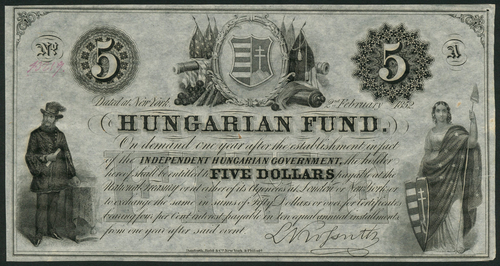 5
5
No
A
Dated at New York, 2nd February 1852
HUNGARIAN FUND.
On demand one year after the establishment in fact
of the INDEPENDENT HUNGARIAN GOVERNMENT, the holder
hereof shall be entitled to FIVE DOLLARS payable at the
National Treasury or at either of its Agencies at London or New York or
to exchange the same in sums of Fifty Dollars or over for Certificates
bearing four per Cent interest payable in ten equal annual installments
from one year after said event